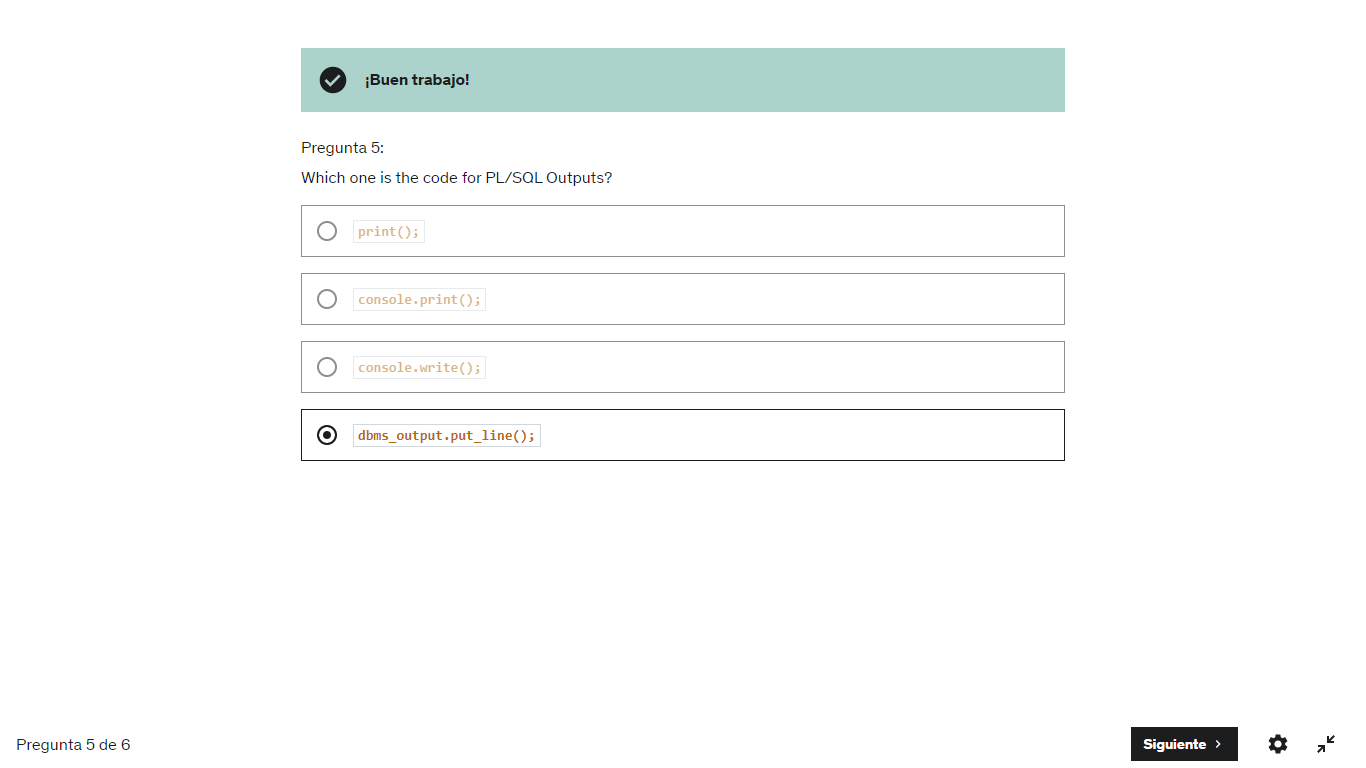 ¡Buen trabajo!
Pregunta 5:
Which one is the code for PL/SQL Outputs?
print();
console.print();
console.write();
dbms_output.put_line();
Pregunta 5 de 6
Siguiente